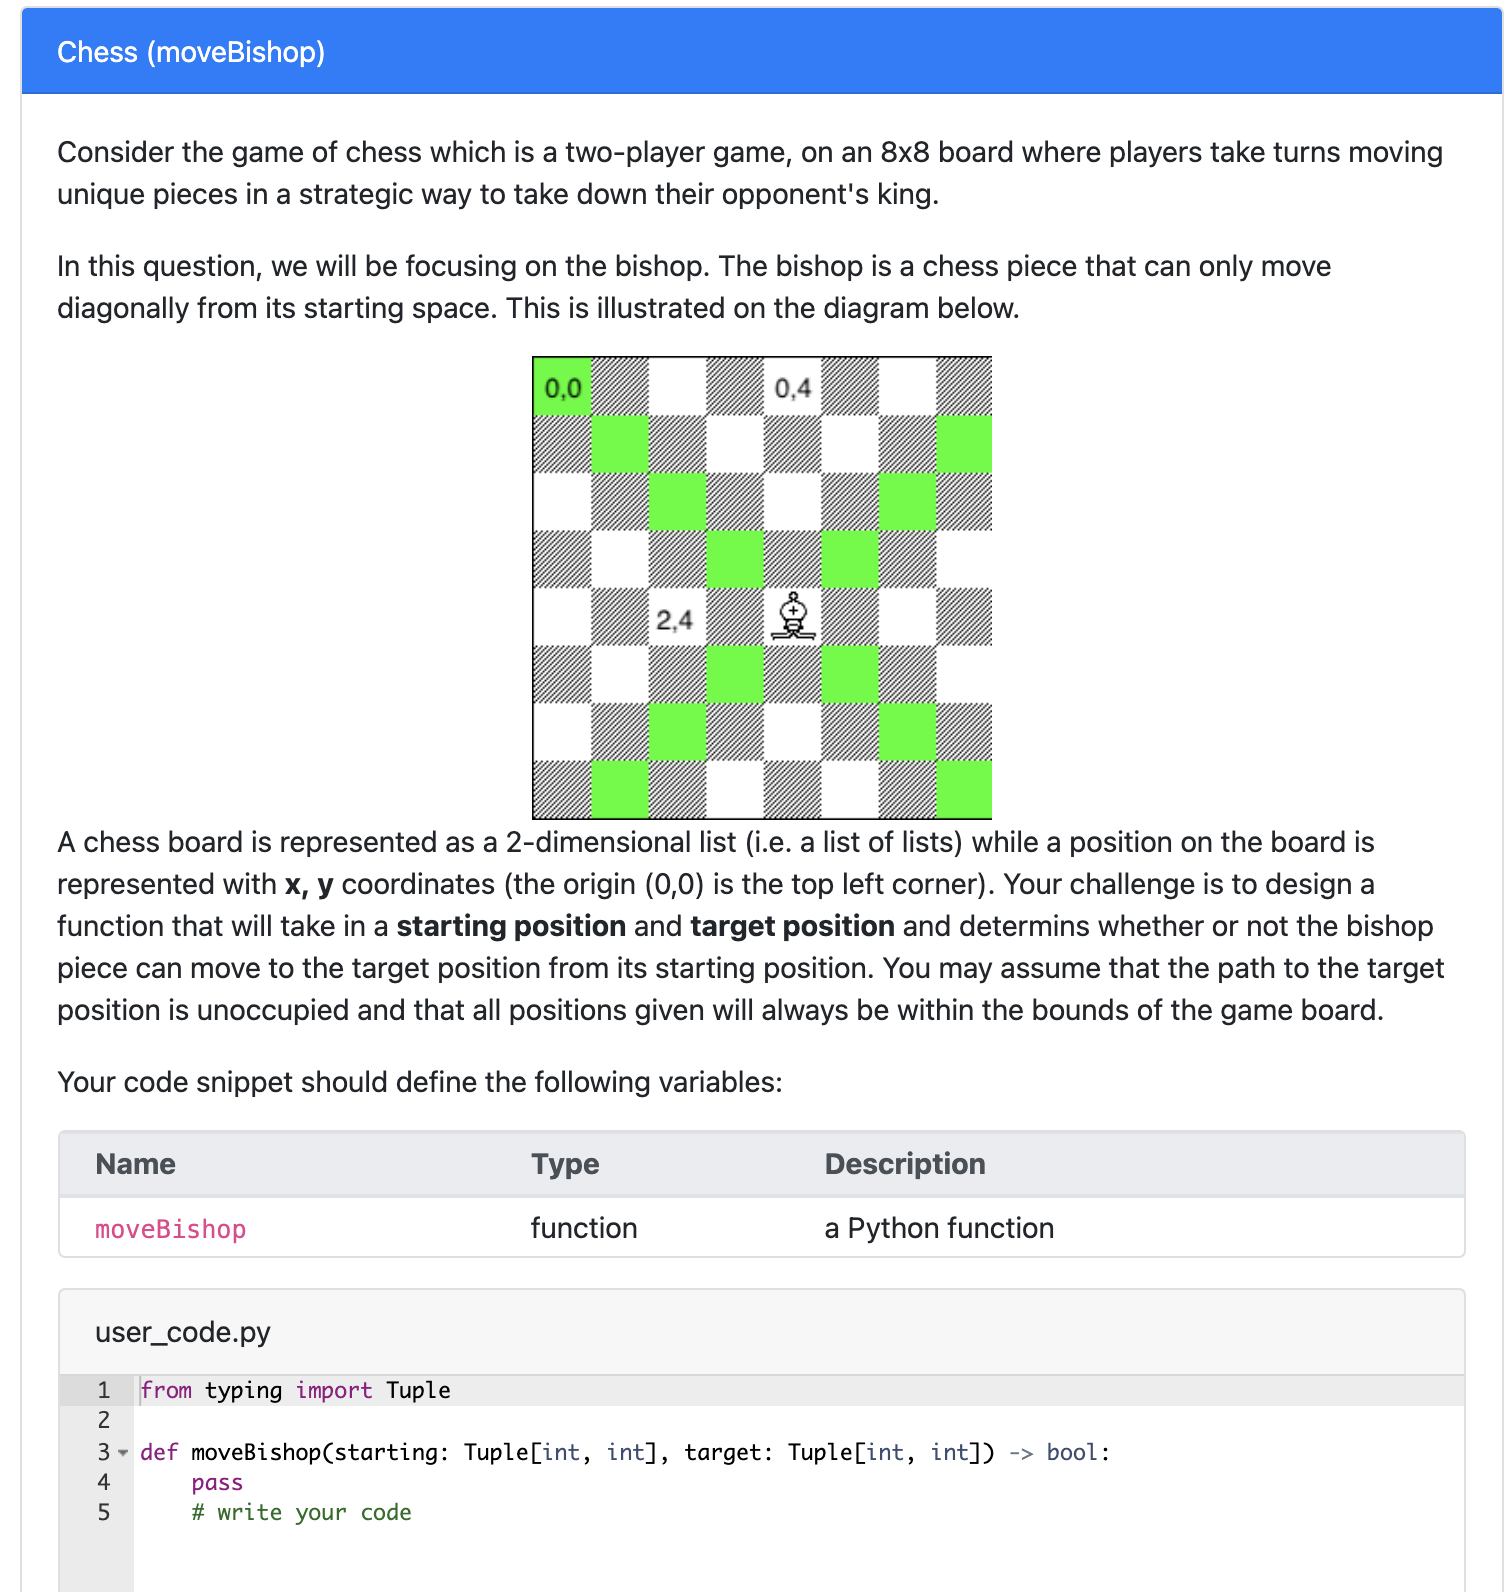 Chess (moveBishop)
Consider the game of chess which is a two-player game, on an 8x8 board where players take turns moving
unique pieces in a strategic way to take down their opponent's king.
In this question, we will be focusing on the bishop. The bishop is a chess piece that can only move
diagonally from its starting space. This is illustrated on the diagram below.
0,0 0,4
2,4
A chess board is represented as a 2-dimensional list (i.e. a list of lists) while a position on the board is
represented with x, y coordinates (the origin (0,0) is the top left corner). Your challenge is to design a
function that will take in a starting position and target position and determins whether or not the bishop
piece can move to the target position from its starting position. You may assume that the path to the target
position is unoccupied and that all positions given will always be within the bounds of the game board.
Your code snippet should define the following variables:
Name Type Description
moveBishop function a Python function
user_code.py
1 from typing import Tuple
2
3 def moveBishop(starting: Tuple[int, int], target: Tuple[int, int]) -> bool:
4 pass
5 # write your code